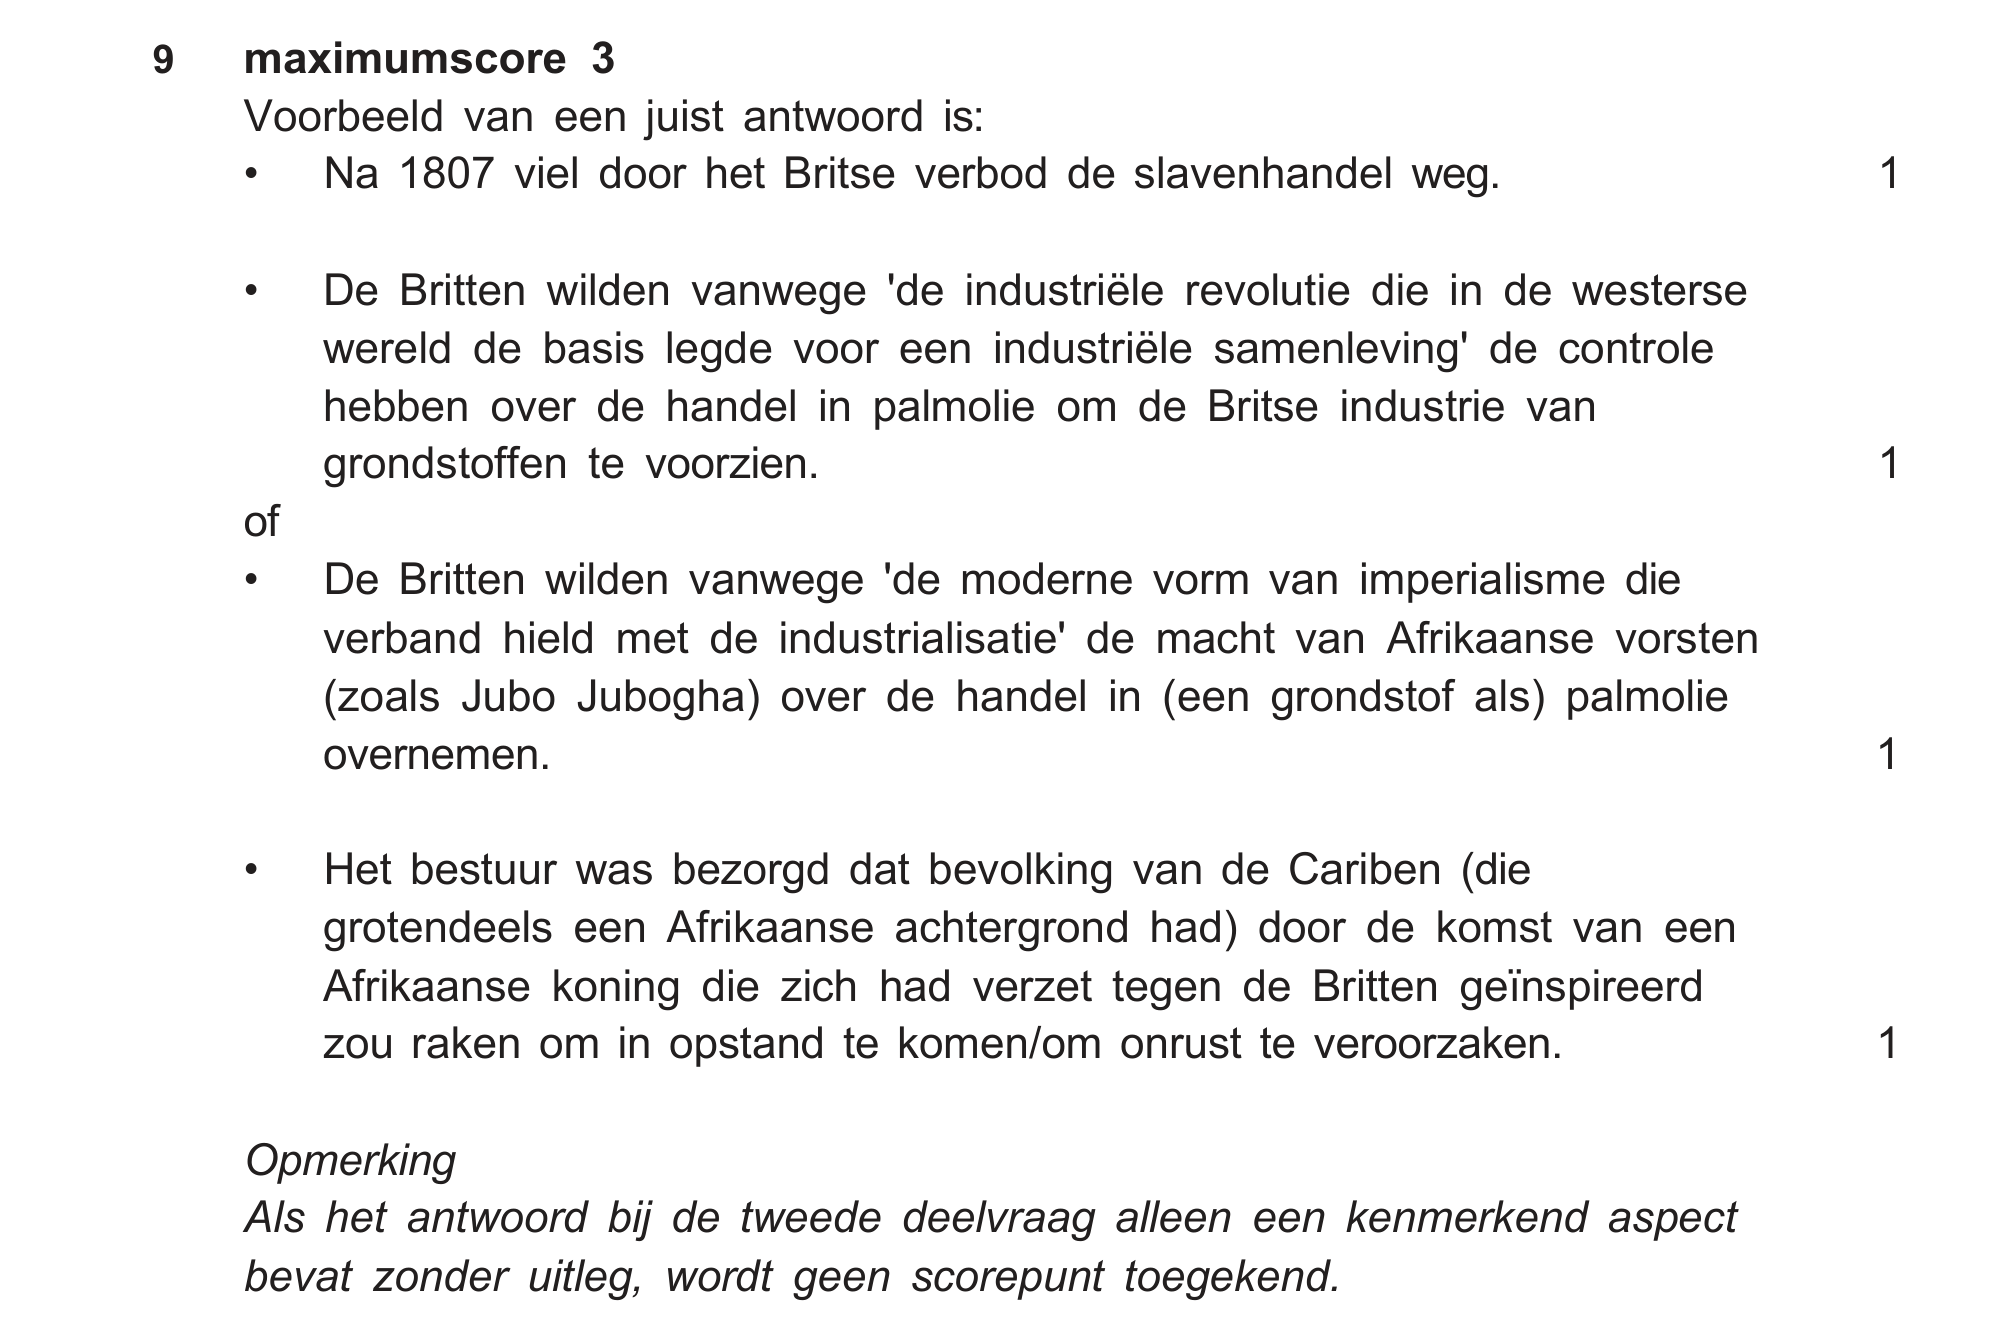 9 maximumscore 3
Voorbeeld van een juist antwoord is:
• Na 1807 viel door het Britse verbod de slavenhandel weg. 1
• De Britten wilden vanwege 'de industriële revolutie die in de westerse
wereld de basis legde voor een industriële samenleving' de controle
hebben over de handel in palmolie om de Britse industrie van
grondstoffen te voorzien. 1
of
• De Britten wilden vanwege 'de moderne vorm van imperialisme die
verband hield met de industrialisatie' de macht van Afrikaanse vorsten
(zoals Jubo Jubogha) over de handel in (een grondstof als) palmolie
overnemen. 1
• Het bestuur was bezorgd dat bevolking van de Cariben (die
grotendeels een Afrikaanse achtergrond had) door de komst van een
Afrikaanse koning die zich had verzet tegen de Britten geïnspireerd
zou raken om in opstand te komen/om onrust te veroorzaken. 1
Opmerking
Als het antwoord bij de tweede deelvraag alleen een kenmerkend aspect
bevat zonder uitleg, wordt geen scorepunt toegekend.